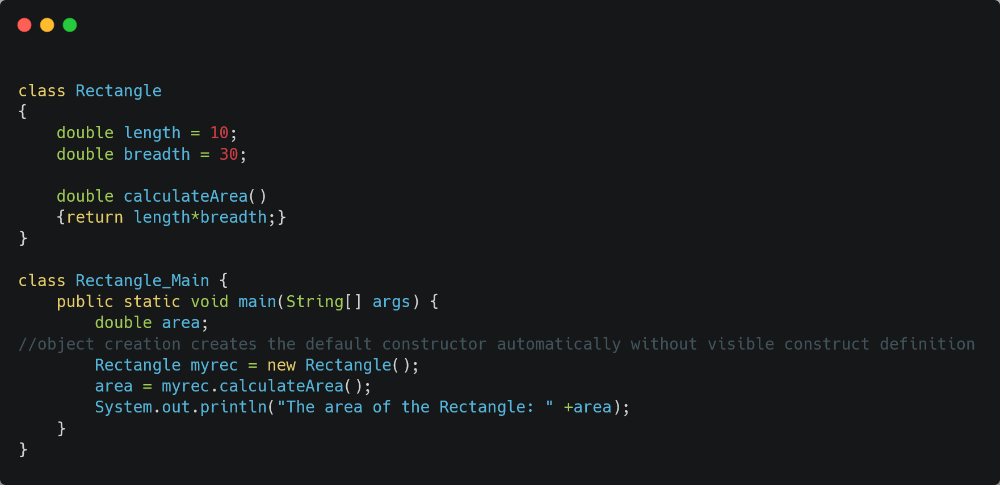 class Rectangle
{
    double length = 10;
    double breadth = 30;

    double calculateArea()
    {return length*breadth;}
}

class Rectangle_Main {
    public static void main(String[] args) {
        double area;
//object creation creates the default constructor automatically without visible construct definition
        Rectangle myrec = new Rectangle();
        area = myrec.calculateArea();
        System.out.println("The area of the Rectangle: " +area);
    }
}